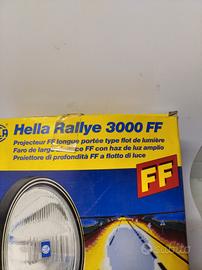 Hella Rallye 3000 FF
Projecteur FF longue portée type flot de lumière
Faro de largo alcance FF con haz de luz amplio
Proiettore di profondità FF a flotto di luce
FF
subito